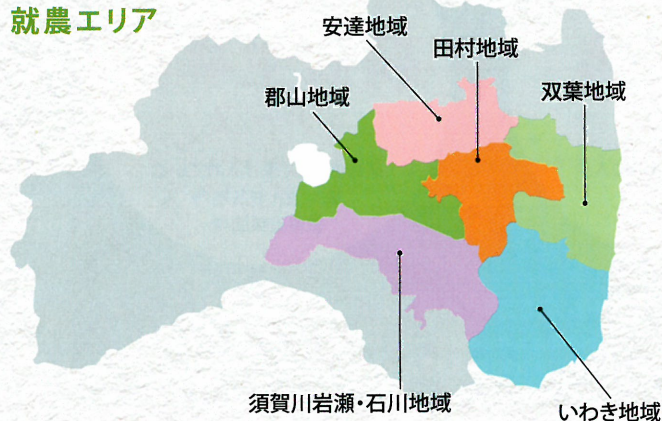 就農エリア
安達地域
田村地域
双葉地域
郡山地域
須賀川岩瀬・石川地域
いわき地域